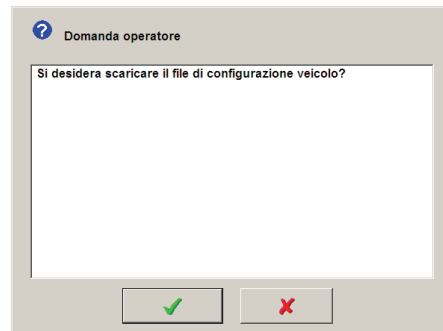 Domanda operatore
Si desidera scaricare il file di configurazione veicolo?